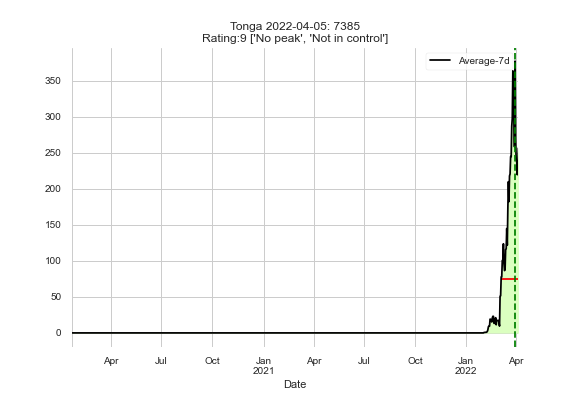 Tonga 2022-04-05: 7385
Rating:9 ['No peak', 'Not in control']
Average-7d
350
300
250
200
150
100
50
0
Apr Jul Oct Jan Apr Jul Oct Jan Apr
2021 2022
Date